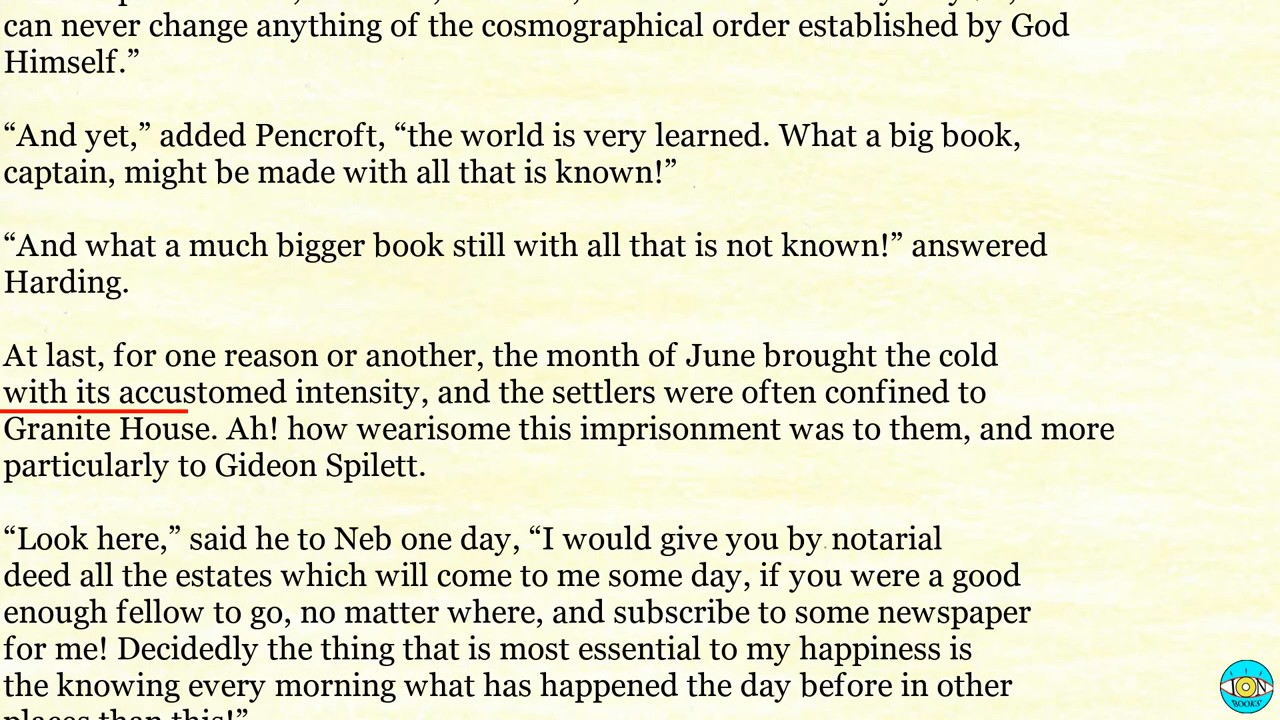 can never change anything of the cosmographical order established by God
Himself.”
“And yet,” added Pencroft, “the world is very learned. What a big book,
captain, might be made with all that is known!”
“And what a much bigger book still with all that is not known!” answered
Harding.
At last, for one reason or another, the month of June brought the cold
with its accustomed intensity, and the settlers were often confined to
Granite House. Ah! how wearisome this imprisonment was to them, and more
particularly to Gideon Spilett.
“Look here,” said he to Neb one day, “I would give you by notarial
deed all the estates which will come to me some day, if you were a good
enough fellow to go, no matter where, and subscribe to some newspaper
for me! Decidedly the thing that is most essential to my happiness is
the knowing every morning what has happened the day before in other
places than this!”
ION
BOOKS